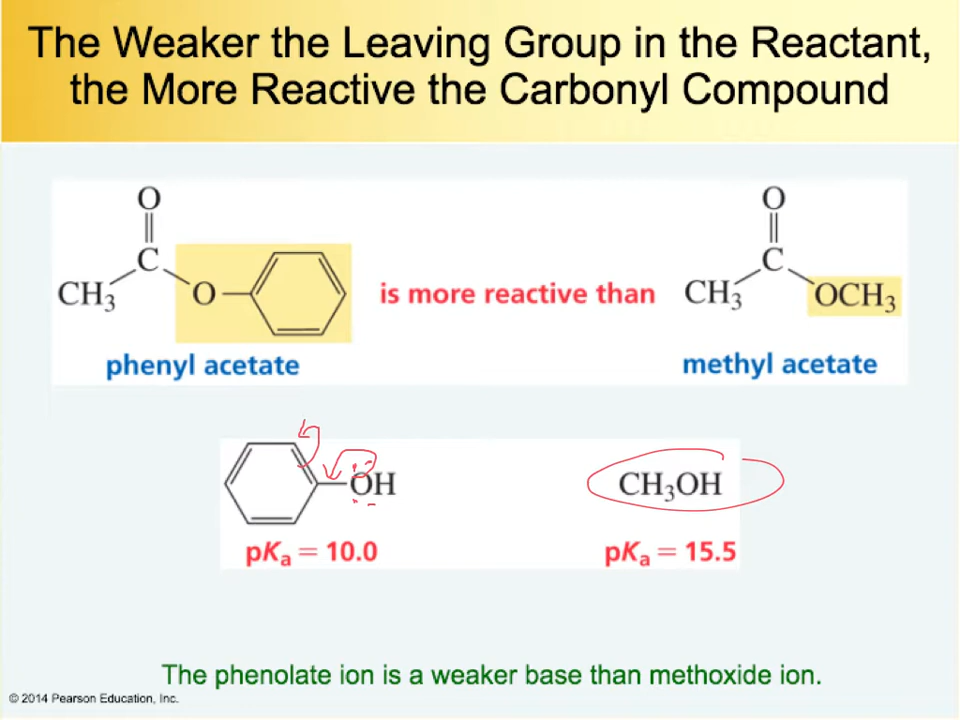 The Weaker the Leaving Group in the Reactant,
the More Reactive the Carbonyl Compound
O
C
CH₃
O
is more reactive than
O
C
CH₃
OCH₃
phenyl acetate
methyl acetate
OH
CH₃OH
pKₐ = 10.0
pKₐ = 15.5
The phenolate ion is a weaker base than methoxide ion.
© 2014 Pearson Education, Inc.